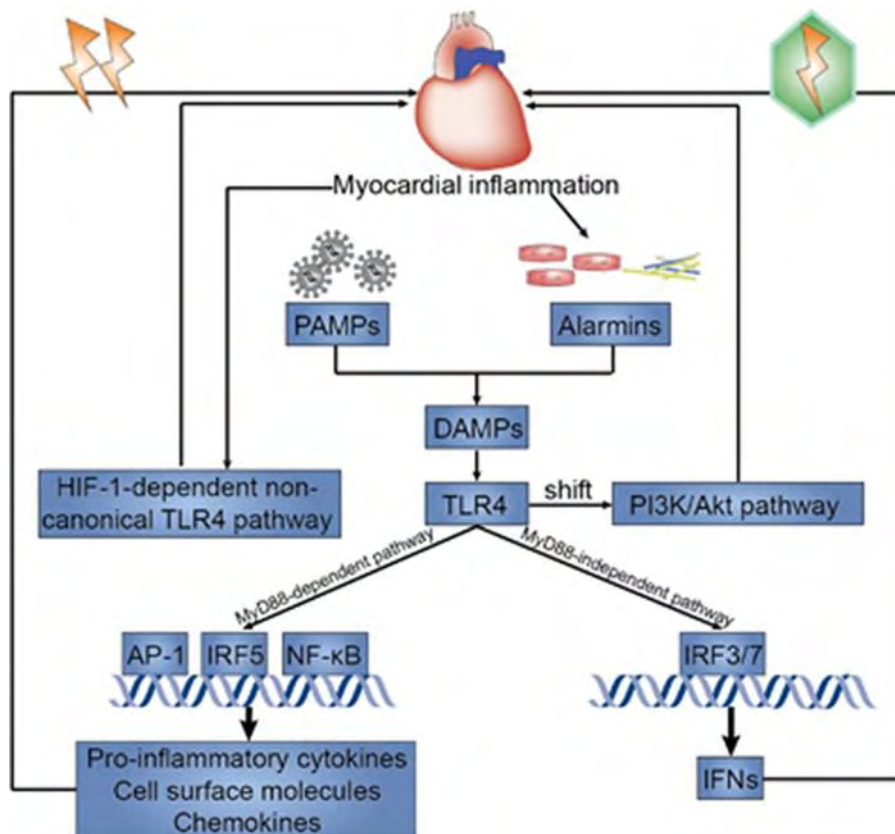 Myocardial inflammation
PAMPs
Alarmins
DAMPs
HIF-1-dependent non-
canonical TLR4 pathway
TLR4
shift
PI3K/Akt pathway
MyD88-dependent pathway
MyD88-independent pathway
AP-1
IRF5
NF-κB
IRF3/7
Pro-inflammatory cytokines
Cell surface molecules
Chemokines
IFNs